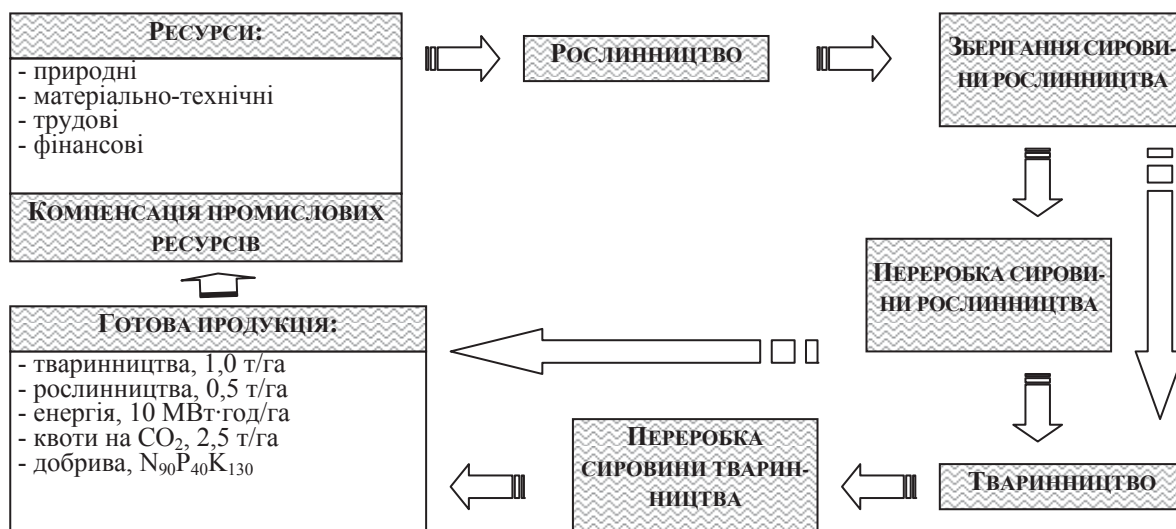 РЕСУРСИ:
- природні
- матеріально-технічні
- трудові
- фінансові
КОМПЕНСАЦІЯ ПРОМИСЛОВИХ
РЕСУРСІВ
РОСЛИННИЦТВО
ЗБЕРІГАННЯ СИРОВИ-
НИ РОСЛИННИЦТВА
ПЕРЕРОБКА СИРОВИ-
НИ РОСЛИННИЦТВА
ТВАРИННИЦТВО
ПЕРЕРОБКА
СИРОВИНИ ТВАРИН-
НИЦТВА
ГОТОВА ПРОДУКЦІЯ:
- тваринництва, 1,0 т/га
- рослинництва, 0,5 т/га
- енергія, 10 МВт·год/га
- квоти на CO₂, 2,5 т/га
- добрива, N₉₀P₄₀K₁₃₀